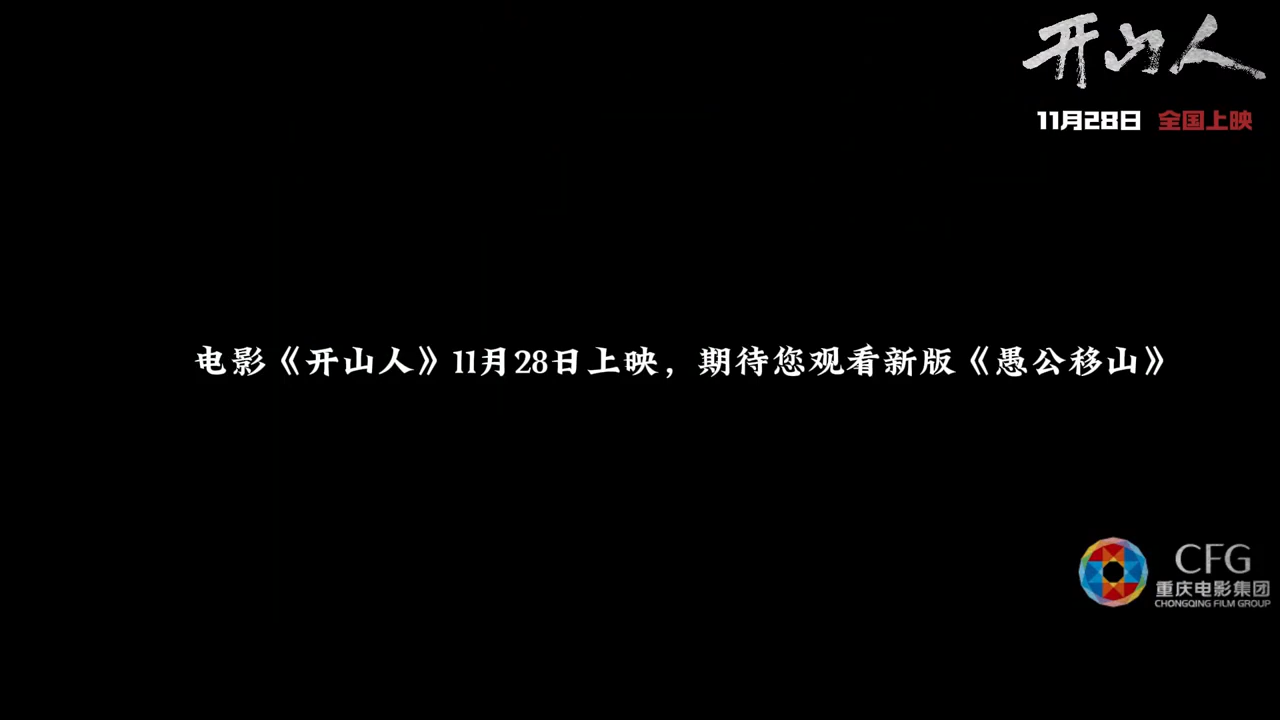 开山人
11月28日 全国上映
电影《开山人》11月28日上映，期待您观看新版《愚公移山》
CFG
重庆电影集团
CHONGQING FILM GROUP